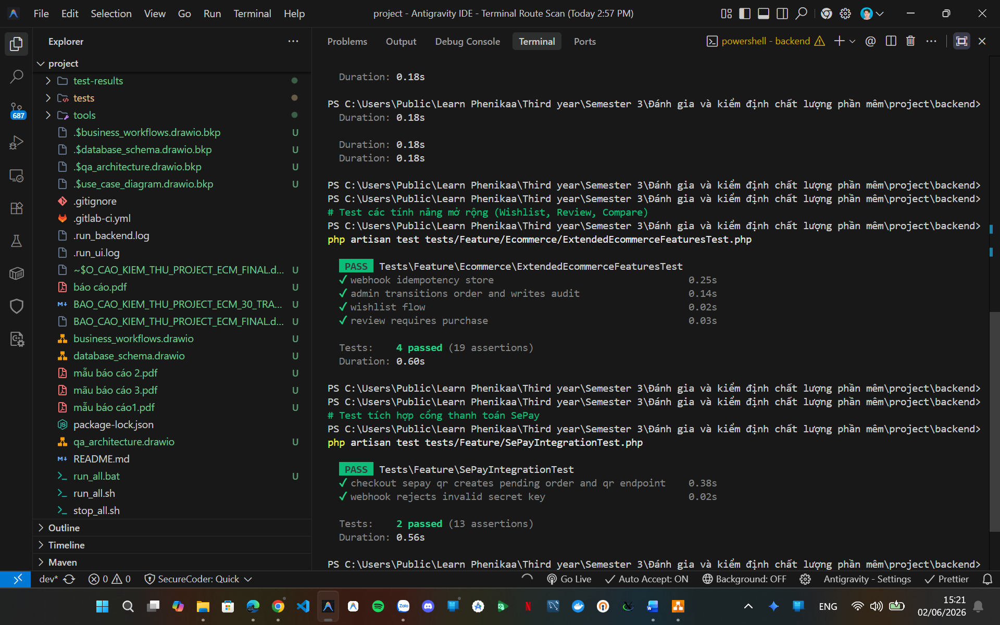 File Edit Selection View Go Run Terminal Help
project - Antigravity IDE - Terminal Route Scan (Today 2:57 PM)
Explorer
project
test-results
tests
tools
.$business_workflows.drawio.bkp U
.$database_schema.drawio.bkp U
.$qa_architecture.drawio.bkp U
.$use_case_diagram.drawio.bkp U
.gitignore
.gitlab-ci.yml
.run_backend.log
.run_ui.log
~$O_CAO_KIEM_THU_PROJECT_ECM_FINAL.d... U
báo cáo.pdf U
BAO_CAO_KIEM_THU_PROJECT_ECM_30_TRA... U
BAO_CAO_KIEM_THU_PROJECT_ECM_FINAL.d... U
business_workflows.drawio U
database_schema.drawio U
mẫu báo cáo 2.pdf U
mãu báo cáo 3.pdf U
mẫu báo cáo1.pdf U
package-lock.json
qa_architecture.drawio U
README.md
run_all.bat U
run_all.sh
stop_all.sh
Outline
Timeline
Maven
687
Problems Output Debug Console Terminal Ports
powershell - backend
Duration: 0.18s
PS C:\Users\Public\Learn Phenikaa\Third year\Semester 3\Đánh gia và kiểm định chất lượng phần mêm\project\backend>
Duration: 0.18s
Duration: 0.18s
Duration: 0.18s
PS C:\Users\Public\Learn Phenikaa\Third year\Semester 3\Đánh gia và kiểm định chất lượng phần mêm\project\backend>
PS C:\Users\Public\Learn Phenikaa\Third year\Semester 3\Đánh gia và kiểm định chất lượng phần mêm\project\backend>
# Test các tính năng mở rộng (Wishlist, Review, Compare)
PS C:\Users\Public\Learn Phenikaa\Third year\Semester 3\Đánh gia và kiểm định chất lượng phần mêm\project\backend>
php artisan test tests/Feature/Ecommerce/ExtendedEcommerceFeaturesTest.php
PASS Tests\Feature\Ecommerce\ExtendedEcommerceFeaturesTest
✓ webhook idempotency store 0.25s
✓ admin transitions order and writes audit 0.14s
✓ wishlist flow 0.02s
✓ review requires purchase 0.03s
Tests: 4 passed (19 assertions)
Duration: 0.60s
PS C:\Users\Public\Learn Phenikaa\Third year\Semester 3\Đánh gia và kiểm định chất lượng phần mêm\project\backend>
PS C:\Users\Public\Learn Phenikaa\Third year\Semester 3\Đánh gia và kiểm định chất lượng phần mêm\project\backend>
# Test tích hợp cổng thanh toán SePay
PS C:\Users\Public\Learn Phenikaa\Third year\Semester 3\Đánh gia và kiểm định chất lượng phần mêm\project\backend>
php artisan test tests/Feature/SePayIntegrationTest.php
PASS Tests\Feature\SePayIntegrationTest
✓ checkout sepay qr creates pending order and qr endpoint 0.38s
✓ webhook rejects invalid secret key 0.02s
Tests: 2 passed (13 assertions)
Duration: 0.56s
PS C:\Users\Public\Learn Phenikaa\Third year\Semester 3\Đánh gia và kiểm định chất lượng phần mêm\project\backend>
dev* 0 0 SecureCoder: Quick Go Live Auto Accept: ON Background: OFF Antigravity - Settings Prettier
Zalo
ENG
15:21
02/06/2026